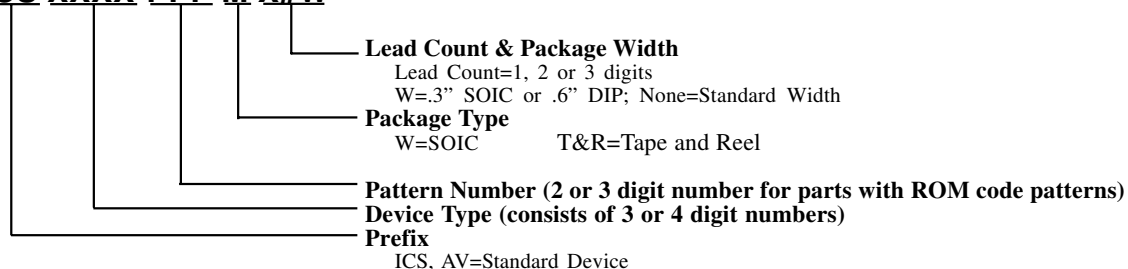 Lead Count & Package Width
Lead Count=1, 2 or 3 digits
W=.3” SOIC or .6” DIP; None=Standard Width
Package Type
W=SOIC T&R=Tape and Reel
Pattern Number (2 or 3 digit number for parts with ROM code patterns)
Device Type (consists of 3 or 4 digit numbers)
Prefix
ICS, AV=Standard Device